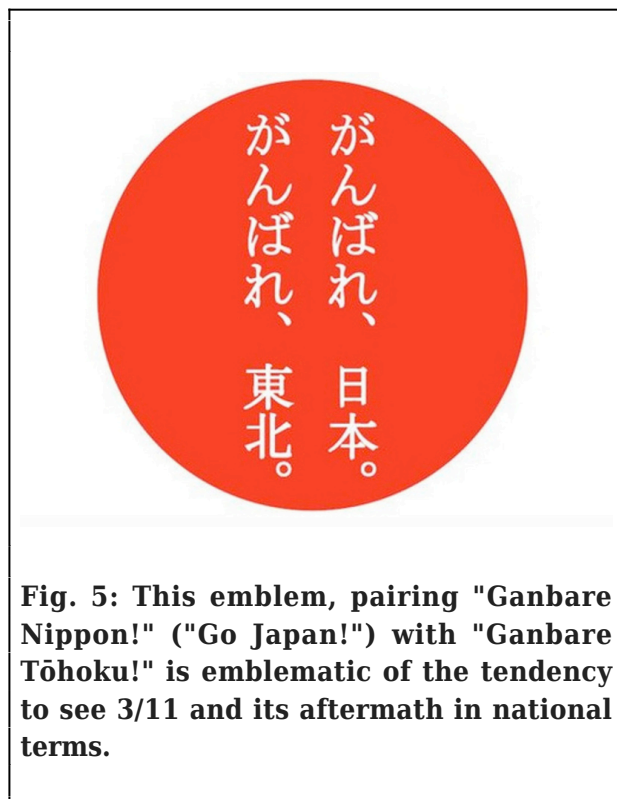 がんばれ、日本。
がんばれ、東北。
Fig. 5: This emblem, pairing "Ganbare
Nippon!" ("Go Japan!") with "Ganbare
Tōhoku!" is emblematic of the tendency
to see 3/11 and its aftermath in national
terms.